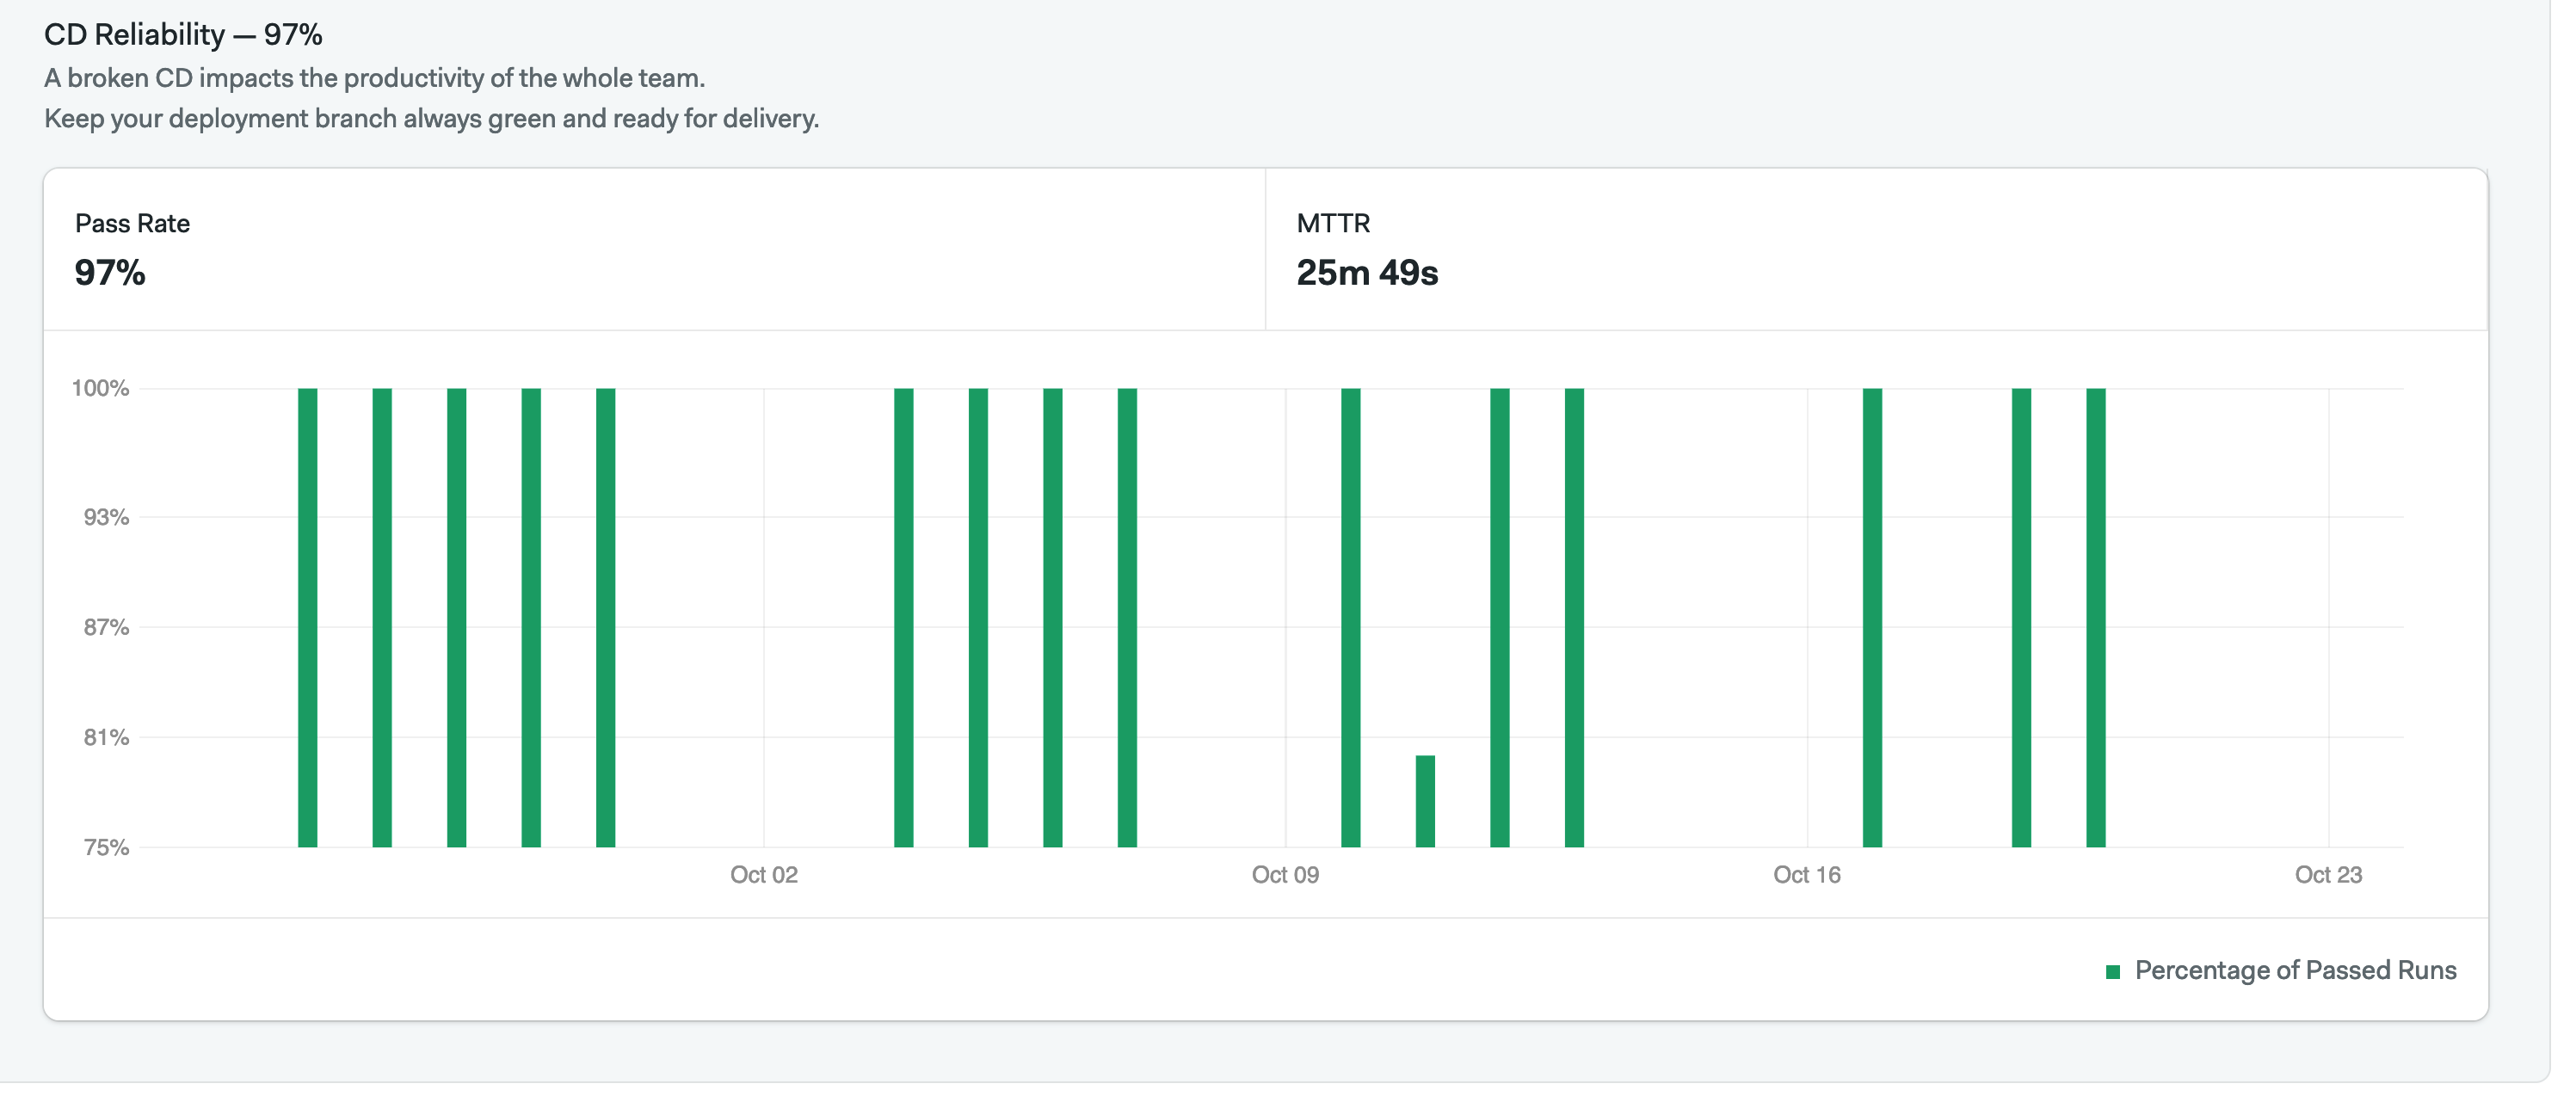 CD Reliability — 97%
A broken CD impacts the productivity of the whole team.
Keep your deployment branch always green and ready for delivery.
Pass Rate
97%
MTTR
25m 49s
100%
93%
87%
81%
75%
Oct 02
Oct 09
Oct 16
Oct 23
Percentage of Passed Runs